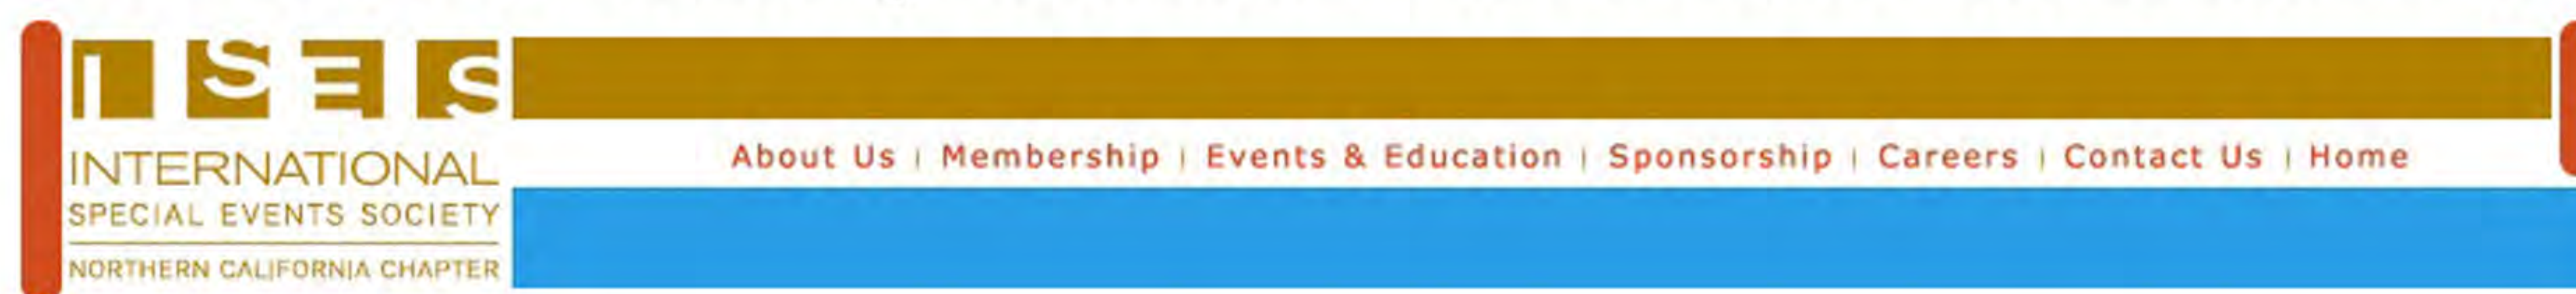 ISES
INTERNATIONAL
SPECIAL EVENTS SOCIETY
NORTHERN CALIFORNIA CHAPTER
About Us | Membership | Events & Education | Sponsorship | Careers | Contact Us | Home